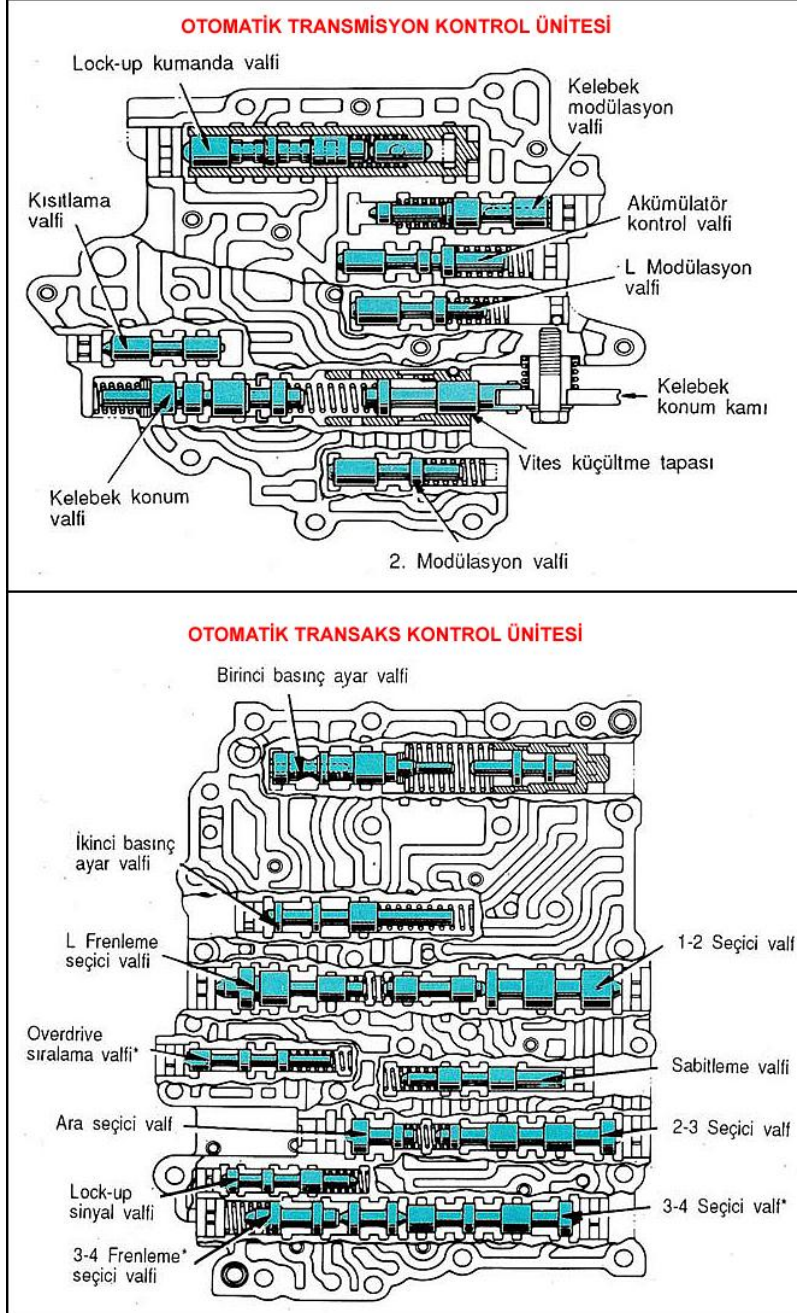 OTOMATİK TRANSMİSYON KONTROL ÜNİTESİ
Lock-up kumanda valfi
Kelebek
modülasyon
valfi
Kısıtlama
valfi
Akümülatör
kontrol valfi
L Modülasyon
valfi
Kelebek
konum kamı
Vites küçültme tapası
Kelebek konum
valfi
2. Modülasyon valfi
OTOMATİK TRANSAKS KONTROL ÜNİTESİ
Birinci basınç ayar valfi
İkinci basınç
ayar valfi
L Frenleme
seçici valfi
1-2 Seçici valf
Overdrive
sıralama valfi*
Sabitleme valfi
Ara seçici valf
2-3 Seçici valf
Lock-up
sinyal valfi
3-4 Seçici valf*
3-4 Frenleme*
seçici valfi